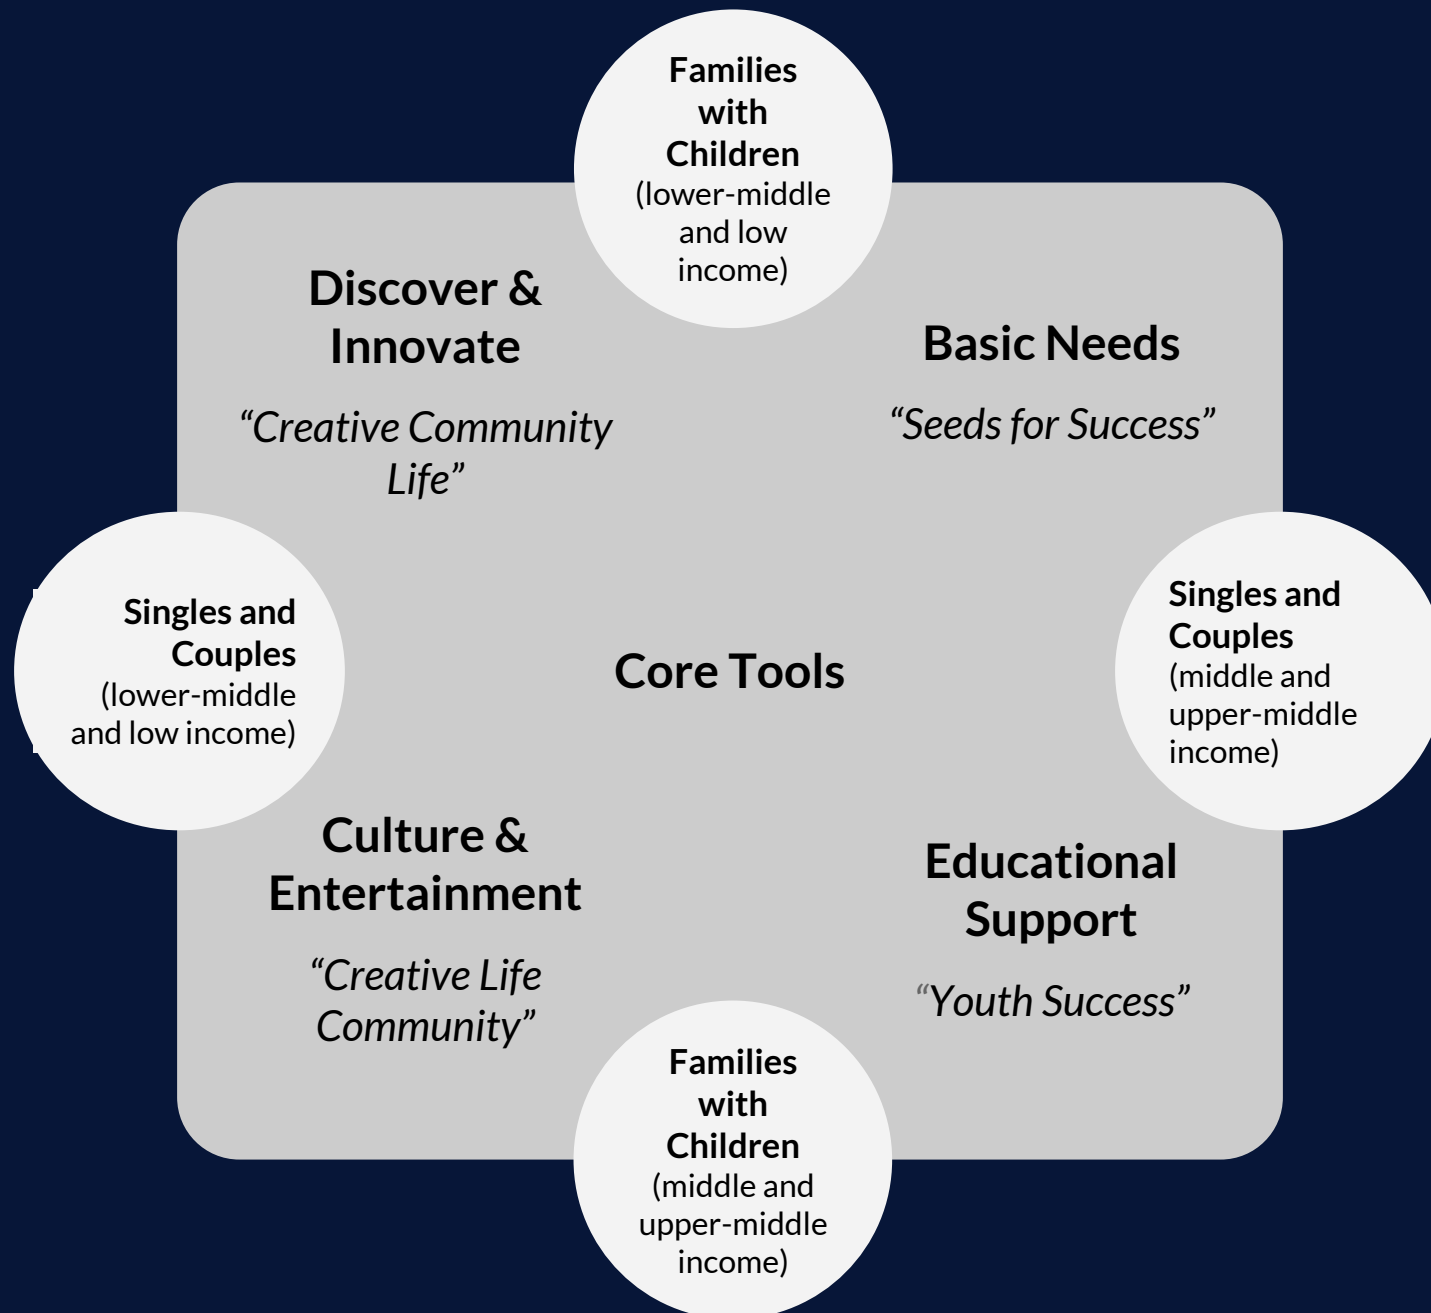 Families
with
Children
(lower-middle
and low
income)
Discover &
Innovate
“Creative Community
Life”
Basic Needs
“Seeds for Success”
Singles and
Couples
(lower-middle
and low income)
Core Tools
Singles and
Couples
(middle and
upper-middle
income)
Culture &
Entertainment
“Creative Life
Community”
Educational
Support
“Youth Success”
Families
with
Children
(middle and
upper-middle
income)